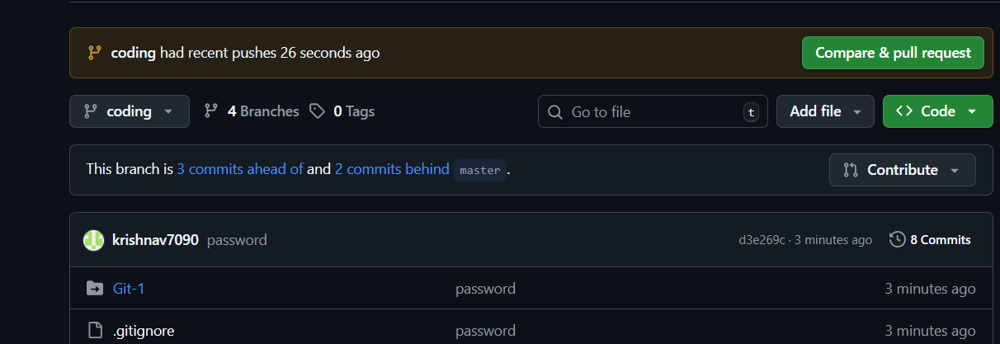 coding had recent pushes 26 seconds ago Compare & pull request
coding 4 Branches 0 Tags Go to file t Add file Code
This branch is 3 commits ahead of and 2 commits behind master . Contribute
krishnav7090 password d3e269c · 3 minutes ago 8 Commits
Git-1 password 3 minutes ago
.gitignore password 3 minutes ago